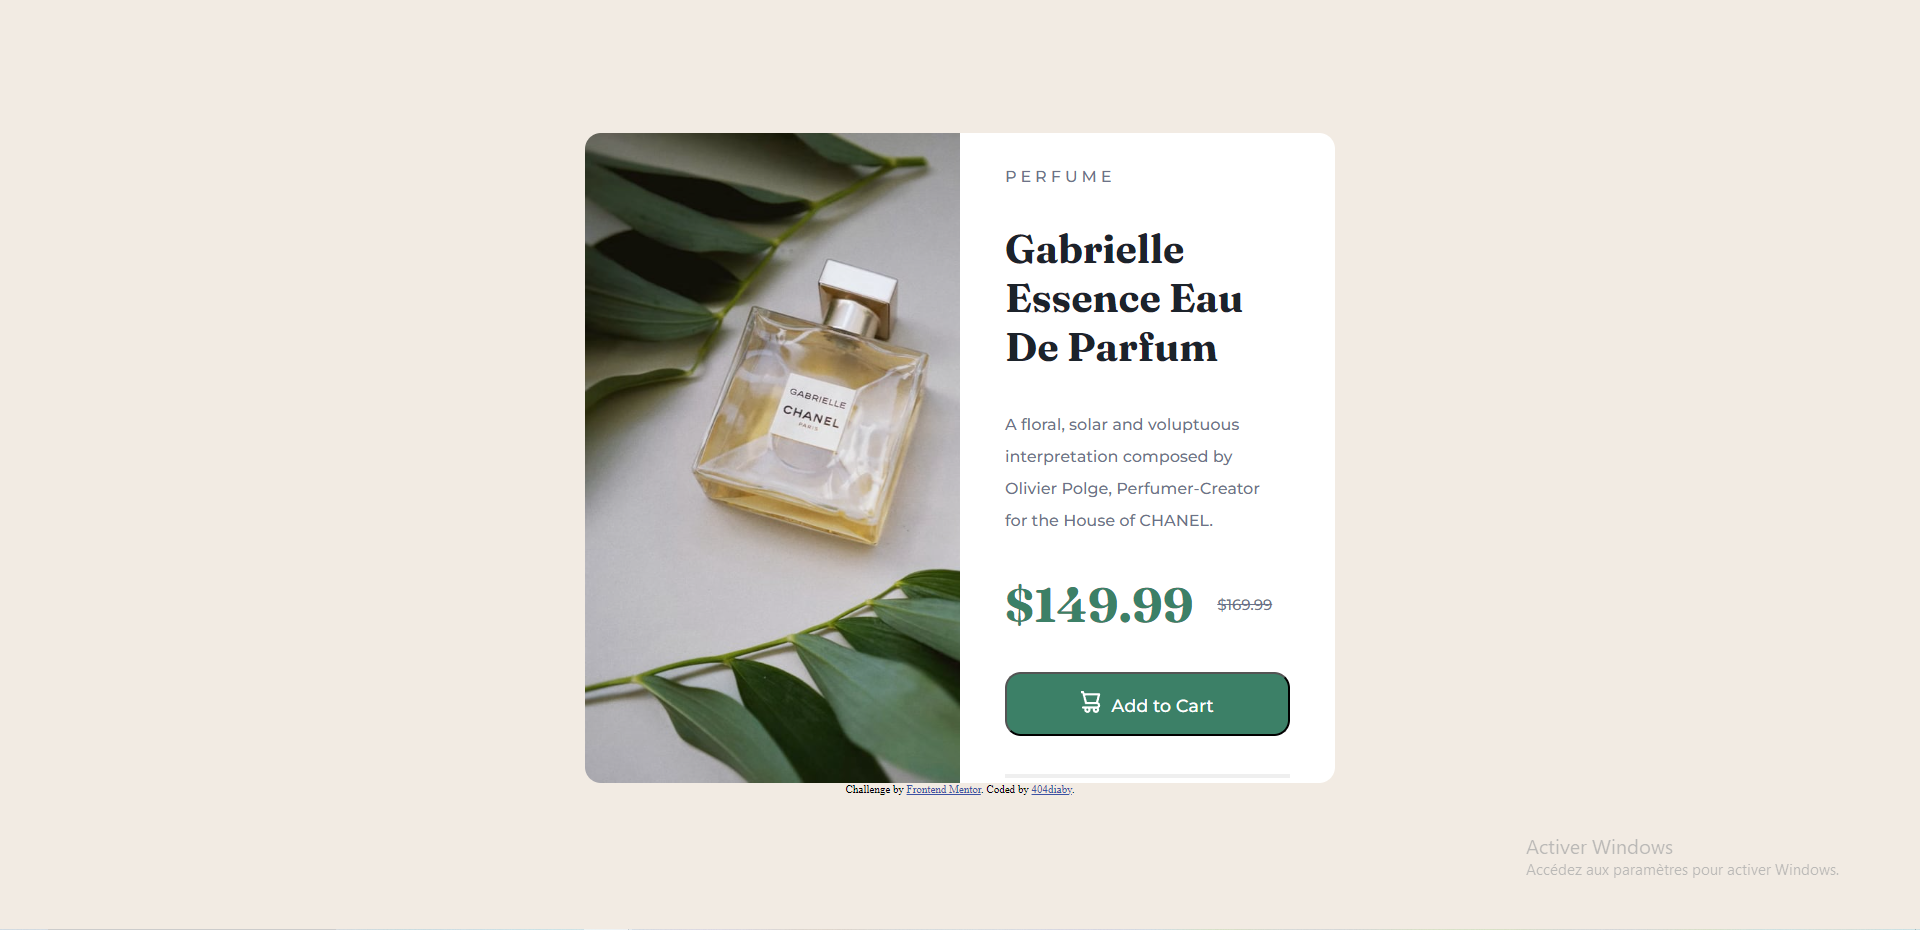 PERFUME
Gabrielle
Essence Eau
De Parfum
A floral, solar and voluptuous
interpretation composed by
Olivier Polge, Perfumer-Creator
for the House of CHANEL.
$149.99 $169.99
Add to Cart
GABRIELLE
CHANEL
PARIS
Challenge by Frontend Mentor. Coded by 404diaby.
Activer Windows
Accédez aux paramètres pour activer Windows.